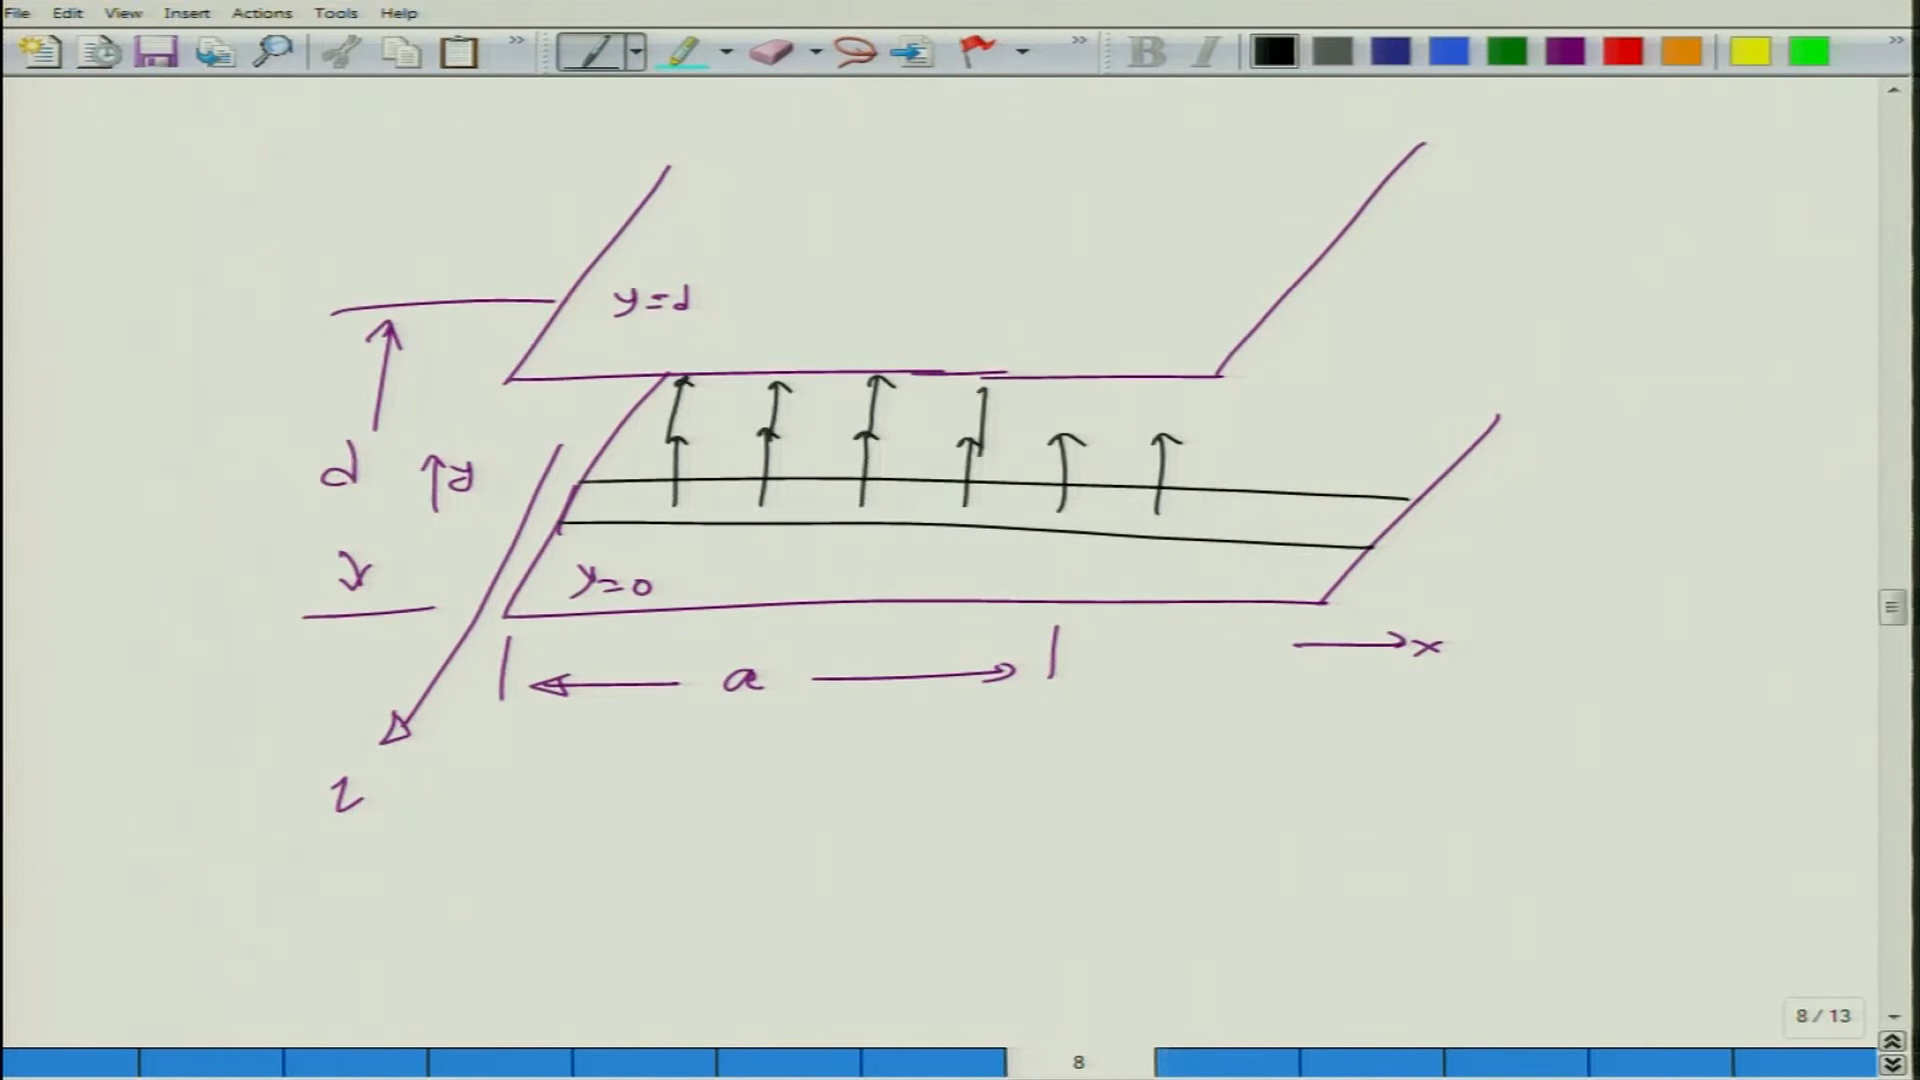 File Edit View Insert Actions Tools Help
B I
y=d
d ↑y
y=0
x
a
z
8 / 13
8